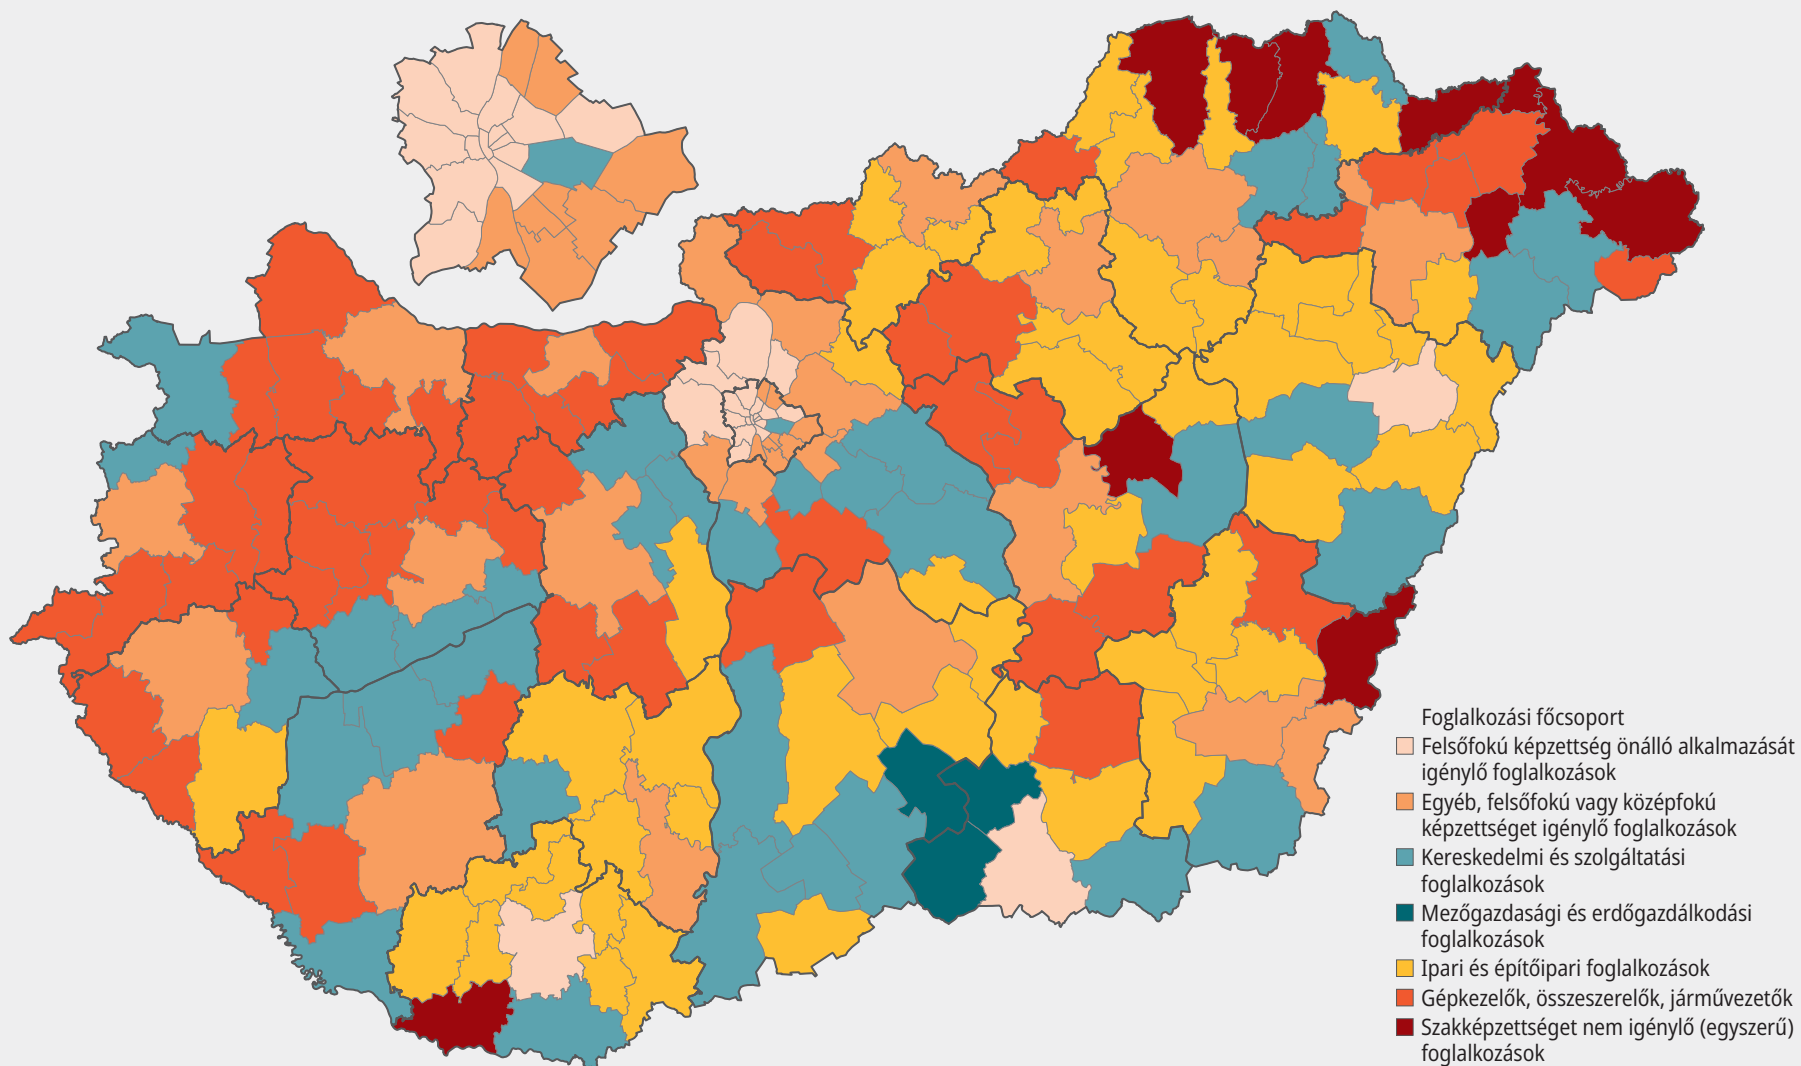 Foglalkozási főcsoport
Felsőfokú képzettség önálló alkalmazását
igénylő foglalkozások
Egyéb, felsőfokú vagy középfokú
képzettséget igénylő foglalkozások
Kereskedelmi és szolgáltatási
foglalkozások
Mezőgazdasági és erdőgazdálkodási
foglalkozások
Ipari és építőipari foglalkozások
Gépkezelők, összeszerelők, járművezetők
Szakképzettséget nem igénylő (egyszerű)
foglalkozások